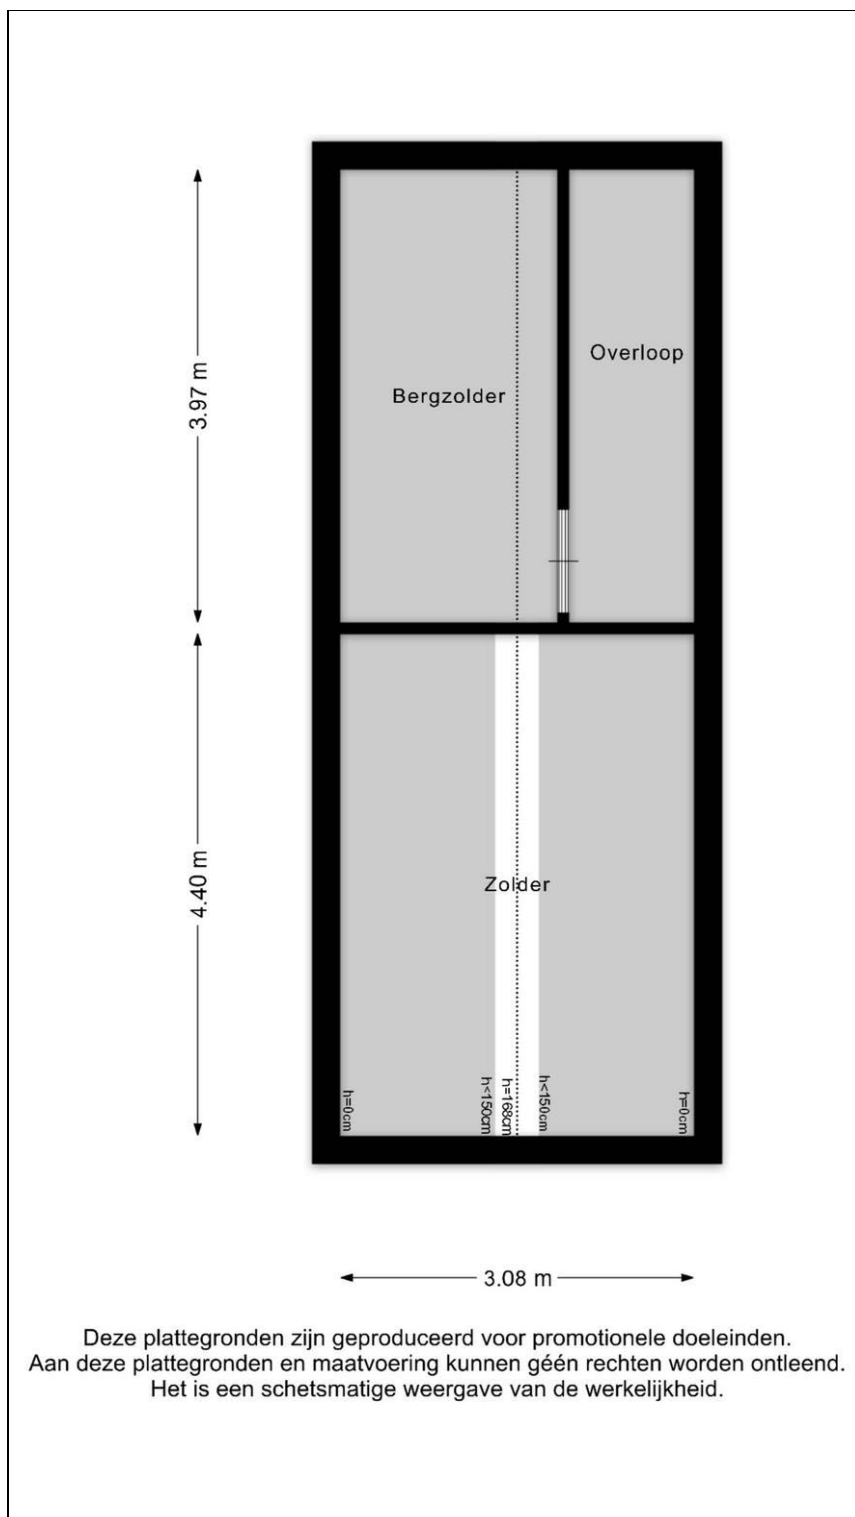 Overloop
3.97 m
Bergzolder
4.40 m
Zolder
h=0cm
h<150cm
h=168cm
h<150cm
h=0cm
3.08 m
Deze plattegronden zijn geproduceerd voor promotionele doeleinden.
Aan deze plattegronden en maatvoering kunnen géén rechten worden ontleend.
Het is een schetsmatige weergave van de werkelijkheid.